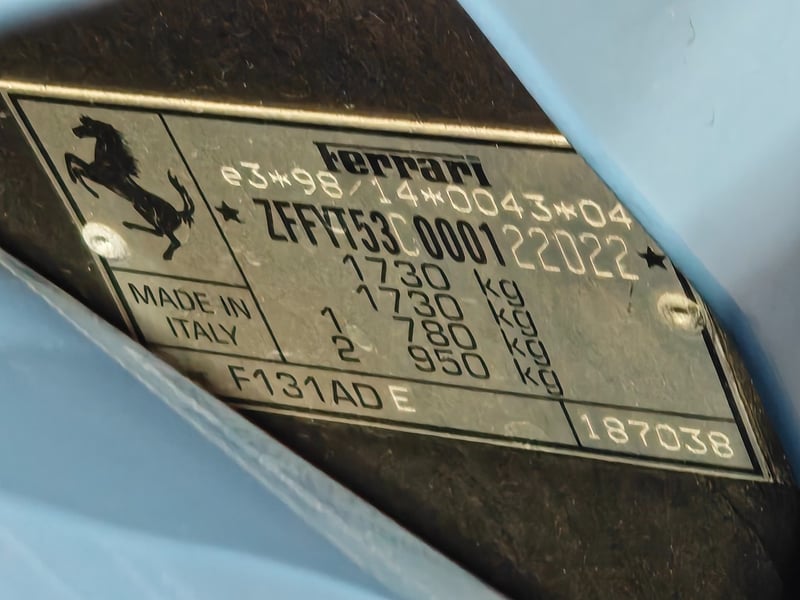 Ferrari
e3*98/14*0043*04
★ZFFYT53C000122022★
1730 kg
1730 kg
1 780 kg
2 950 kg
MADE IN
ITALY
F131ADE
187038